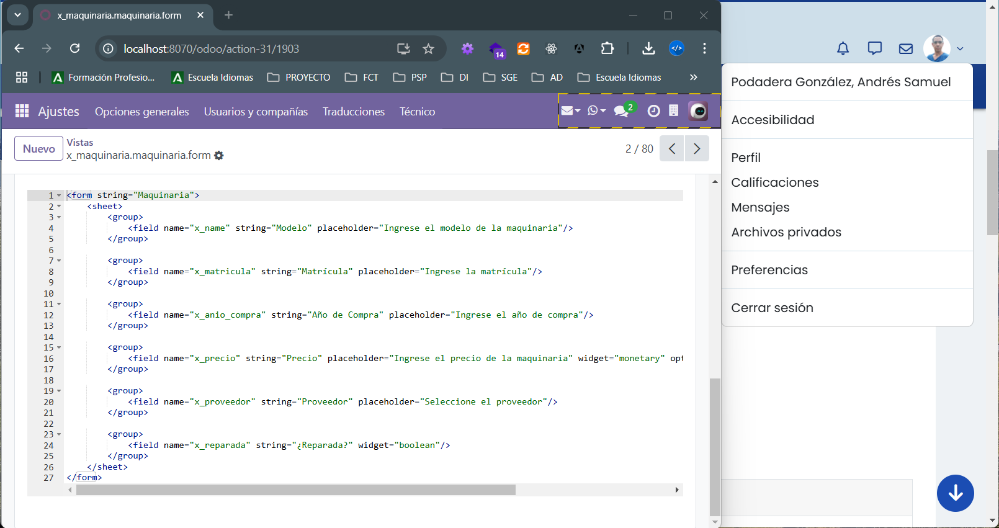 x_maquinaria.maquinaria.form
localhost:8070/odoo/action-31/1903
14
Formación Profesio...
Escuela Idiomas
PROYECTO
FCT
PSP
DI
SGE
AD
Escuela Idiomas
»
Ajustes
Opciones generales
Usuarios y compañías
Traducciones
Técnico
2
Nuevo
Vistas
x_maquinaria.maquinaria.form
2 / 80
1 <form string="Maquinaria">
2 <sheet>
3 <group>
4 <field name="x_name" string="Modelo" placeholder="Ingrese el modelo de la maquinaria"/>
5 </group>
6
7 <group>
8 <field name="x_matricula" string="Matrícula" placeholder="Ingrese la matrícula"/>
9 </group>
10
11 <group>
12 <field name="x_anio_compra" string="Año de Compra" placeholder="Ingrese el año de compra"/>
13 </group>
14
15 <group>
16 <field name="x_precio" string="Precio" placeholder="Ingrese el precio de la maquinaria" widget="monetary" opt
17 </group>
18
19 <group>
20 <field name="x_proveedor" string="Proveedor" placeholder="Seleccione el proveedor"/>
21 </group>
22
23 <group>
24 <field name="x_reparada" string="¿Reparada?" widget="boolean"/>
25 </group>
26 </sheet>
27 </form>
Podadera González, Andrés Samuel
Accesibilidad
Perfil
Calificaciones
Mensajes
Archivos privados
Preferencias
Cerrar sesión